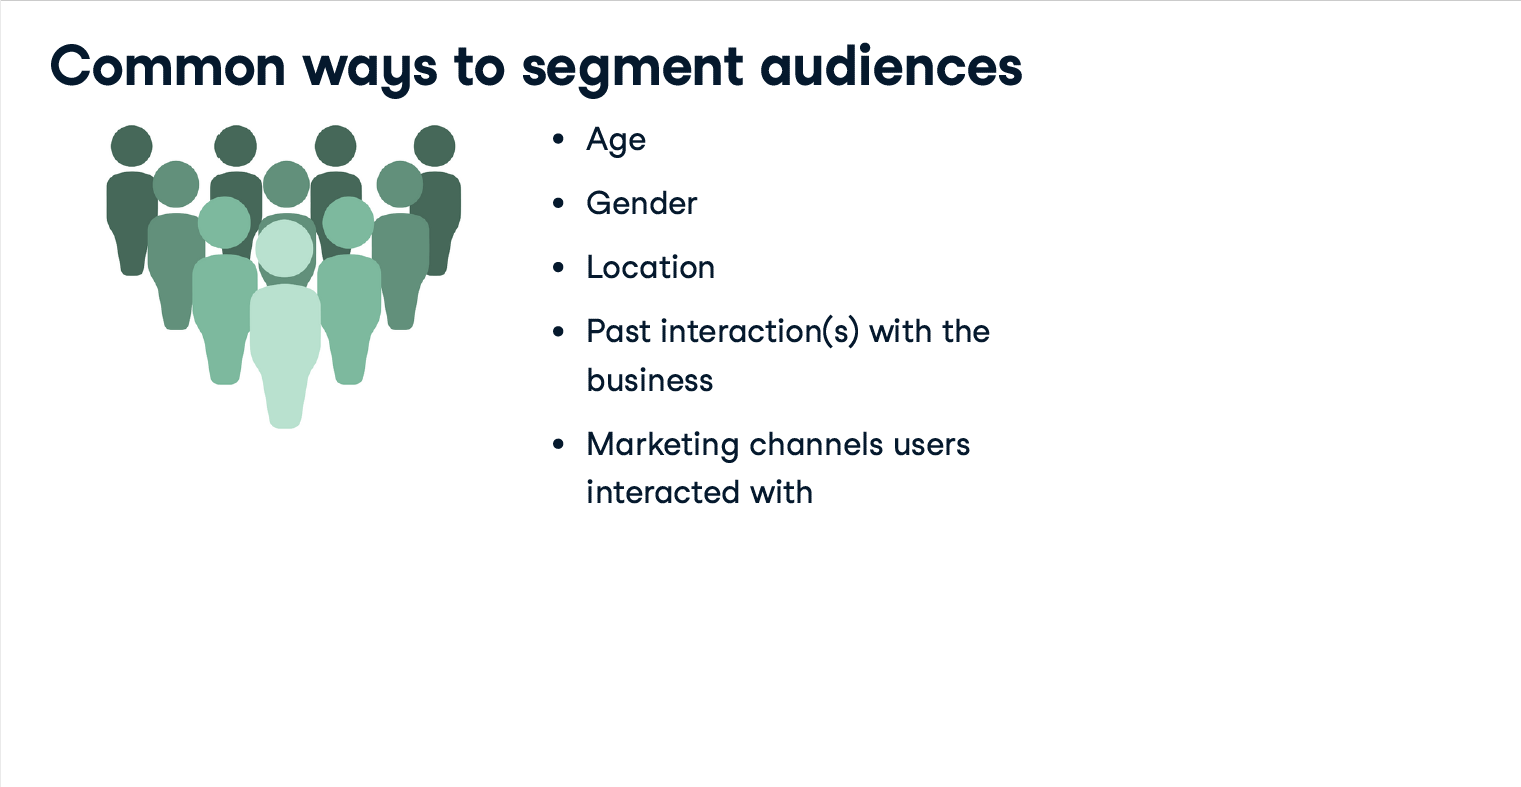 Common ways to segment audiences
• Age
• Gender
• Location
• Past interaction(s) with the
business
• Marketing channels users
interacted with